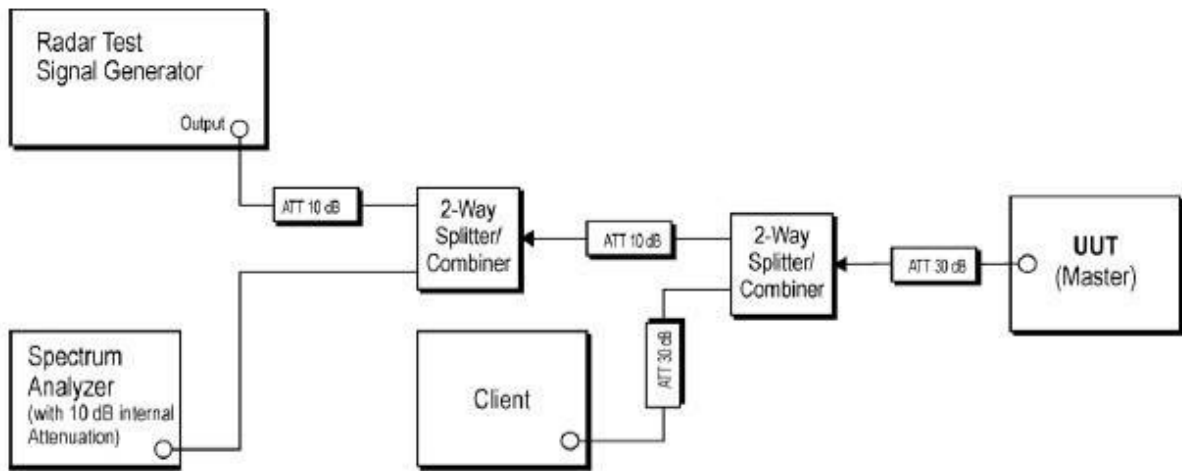 Radar Test
Signal Generator
Output
ATT 10 dB
2-Way
Splitter/
Combiner
ATT 10 dB
2-Way
Splitter/
Combiner
ATT 30 dB
UUT
(Master)
Spectrum
Analyzer
(with 10 dB internal
Attenuation)
Client
ATT 30 dB